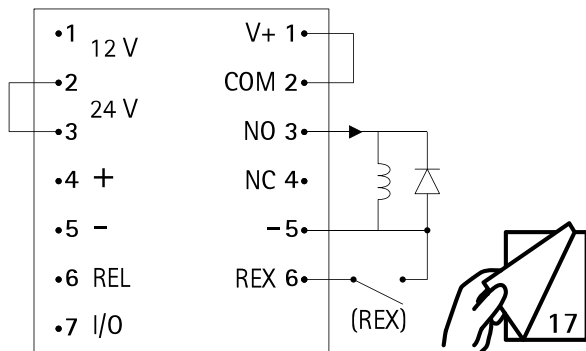 1 V+ 1
12 V
2 COM 2
24 V
3 NO 3
4 + NC 4
5 - -5
6 REL REX 6
(REX)
7 I/O
17